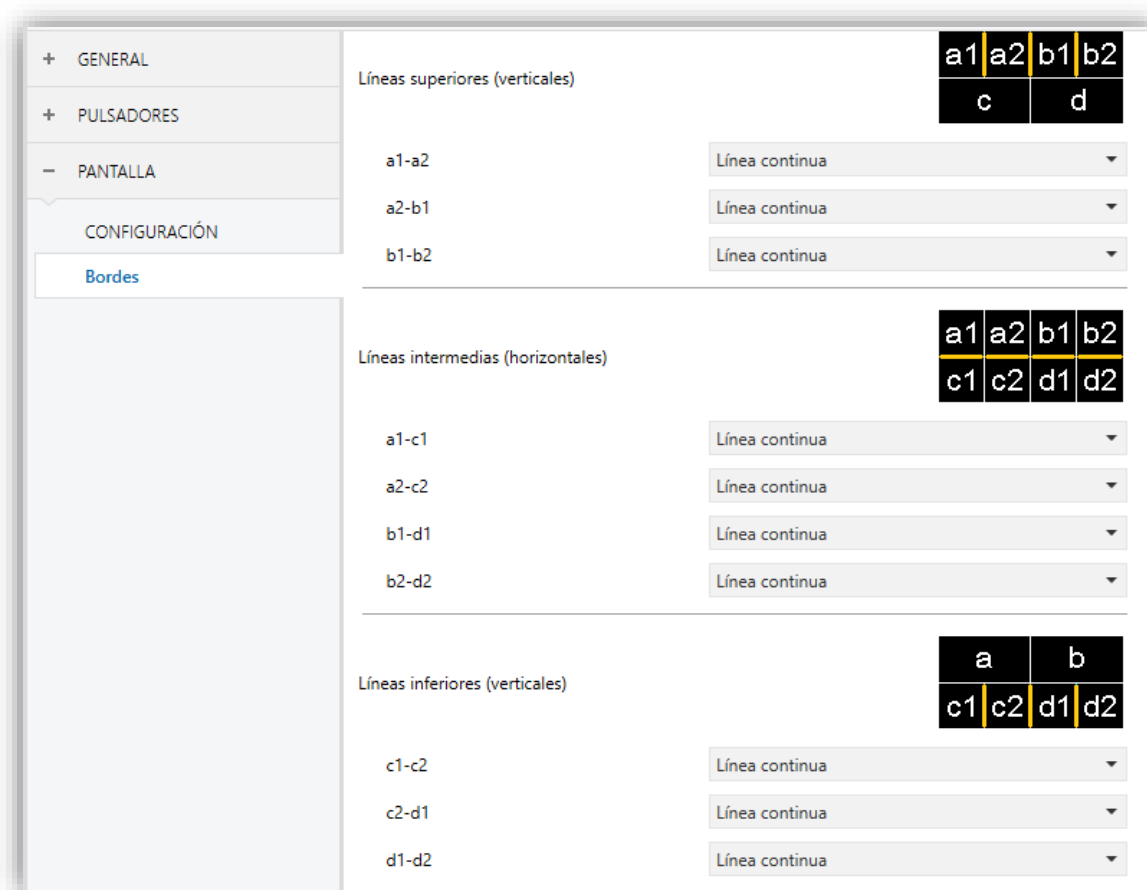 + GENERAL
+ PULSADORES
− PANTALLA
CONFIGURACIÓN
Bordes
Líneas superiores (verticales)
a1 a2 b1 b2
c d
a1-a2 Línea continua
a2-b1 Línea continua
b1-b2 Línea continua
Líneas intermedias (horizontales)
a1 a2 b1 b2
c1 c2 d1 d2
a1-c1 Línea continua
a2-c2 Línea continua
b1-d1 Línea continua
b2-d2 Línea continua
Líneas inferiores (verticales)
a b
c1 c2 d1 d2
c1-c2 Línea continua
c2-d1 Línea continua
d1-d2 Línea continua